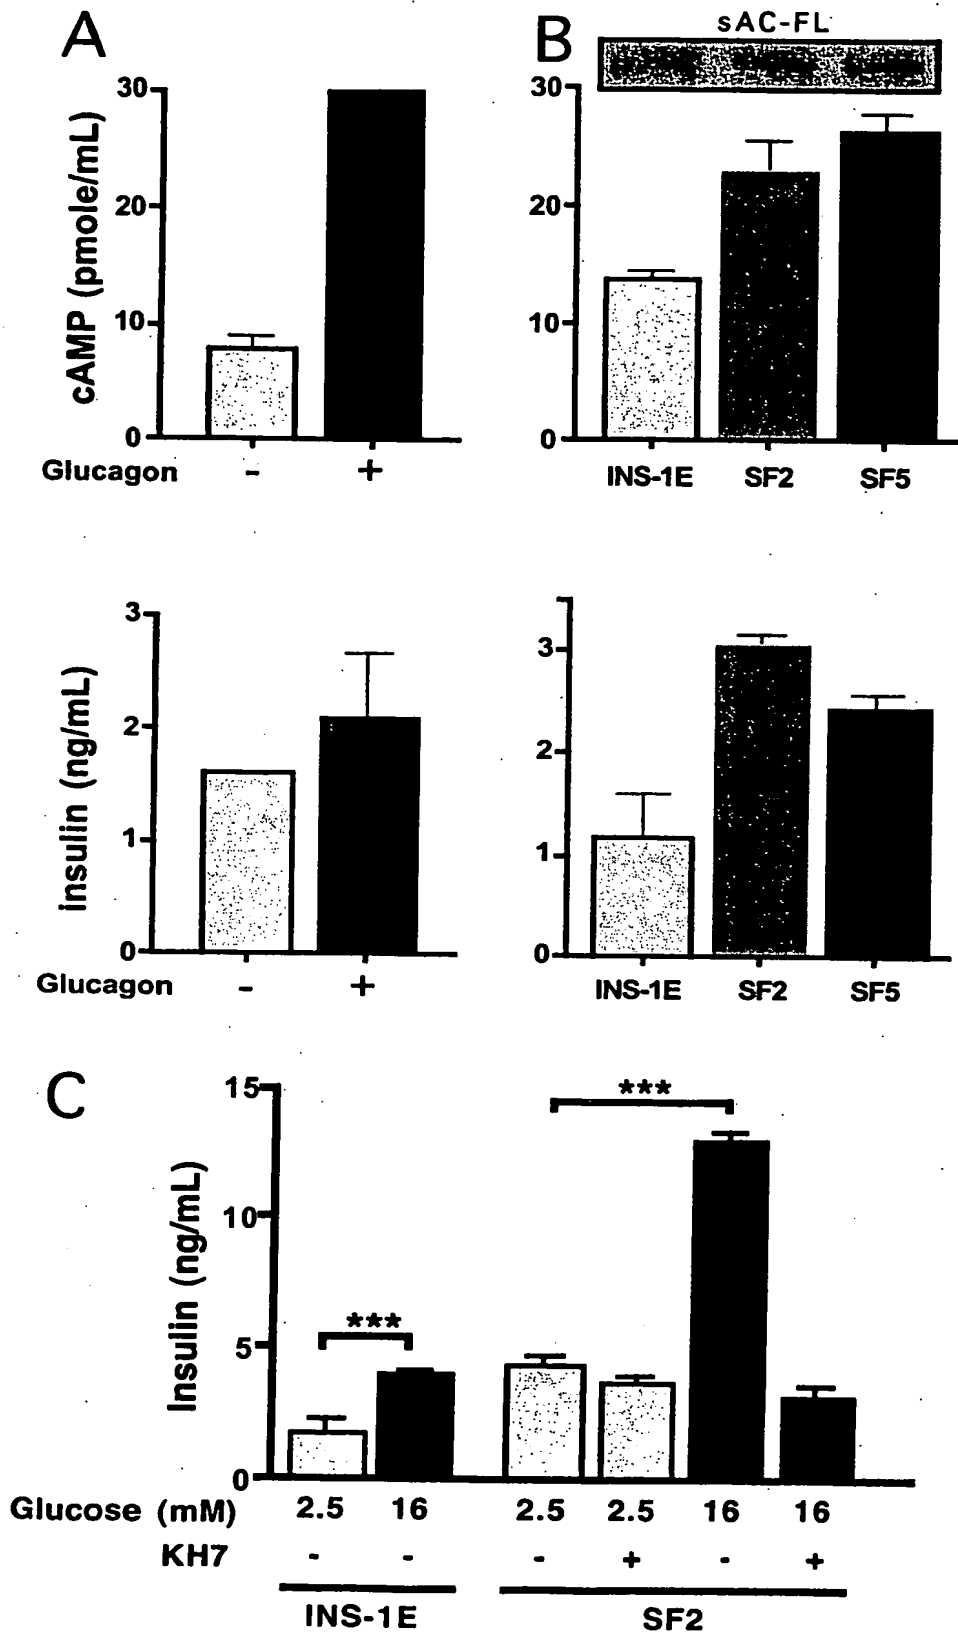 A
30
20
10
0
cAMP (pmole/mL)
Glucagon - +
B
sAC-FL
30
20
10
0
INS-1E SF2 SF5
3
2
1
0
insulin (ng/mL)
Glucagon - +
3
2
1
0
INS-1E SF2 SF5
C
15
10
5
0
Insulin (ng/mL)
***
***
Glucose (mM) 2.5 16 2.5 2.5 16 16
KH7 - - - + - +
INS-1E SF2